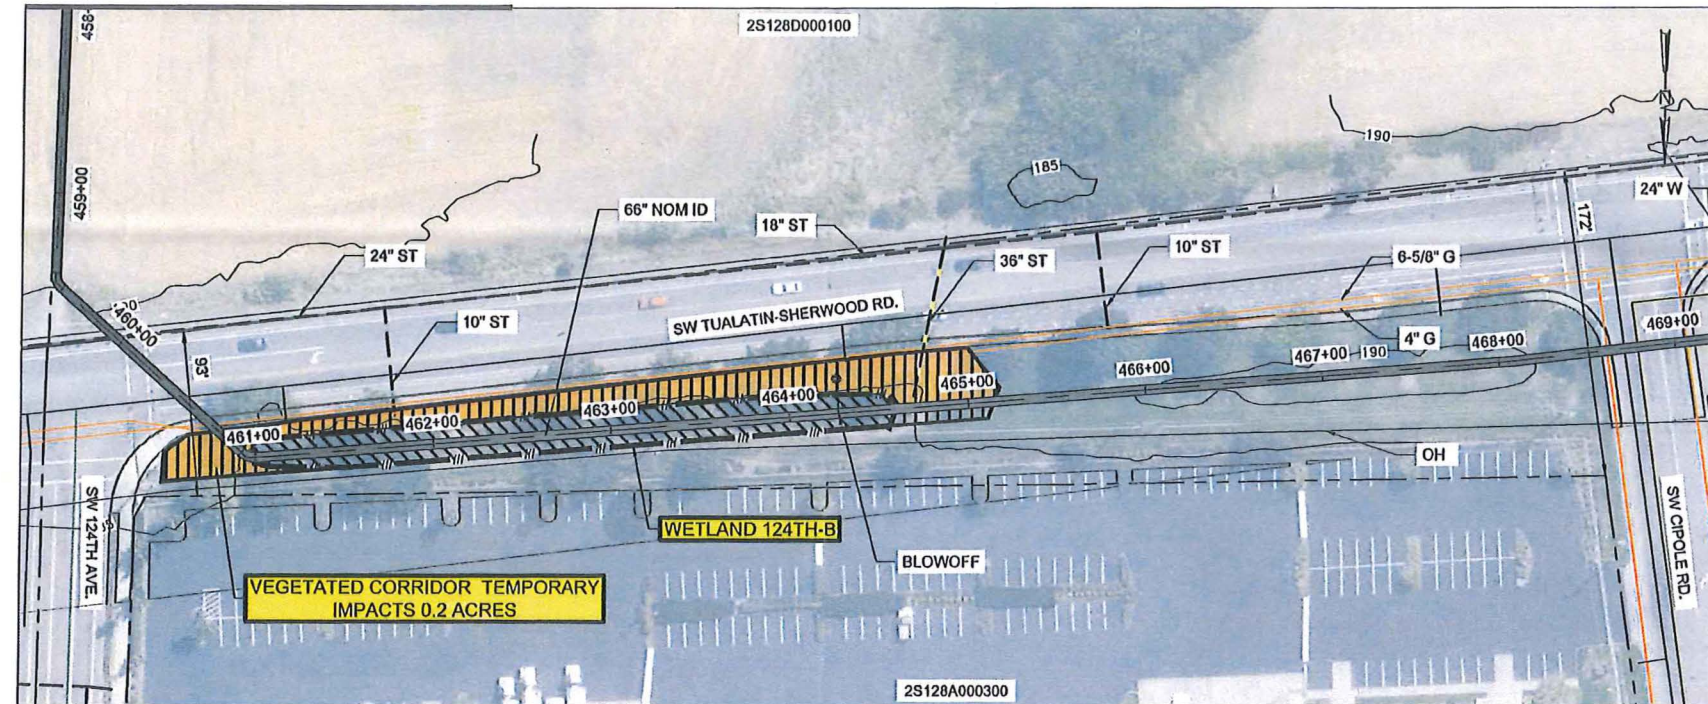 458-
2S128D000100
459+00
460+00
24" ST
66" NOM ID
18" ST
185
190
N
24" W
172'
36" ST
10" ST
6-5/8" G
4" G
10" ST
SW TUALATIN-SHERWOOD RD.
93'
461+00
462+00
463+00
464+00
465+00
466+00
467+00
190
468+00
469+00
OH
SW 124TH AVE.
WETLAND 124TH-B
BLOWOFF
VEGETATED CORRIDOR TEMPORARY
IMPACTS 0.2 ACRES
SW CIPOLE RD.
2S128A000300